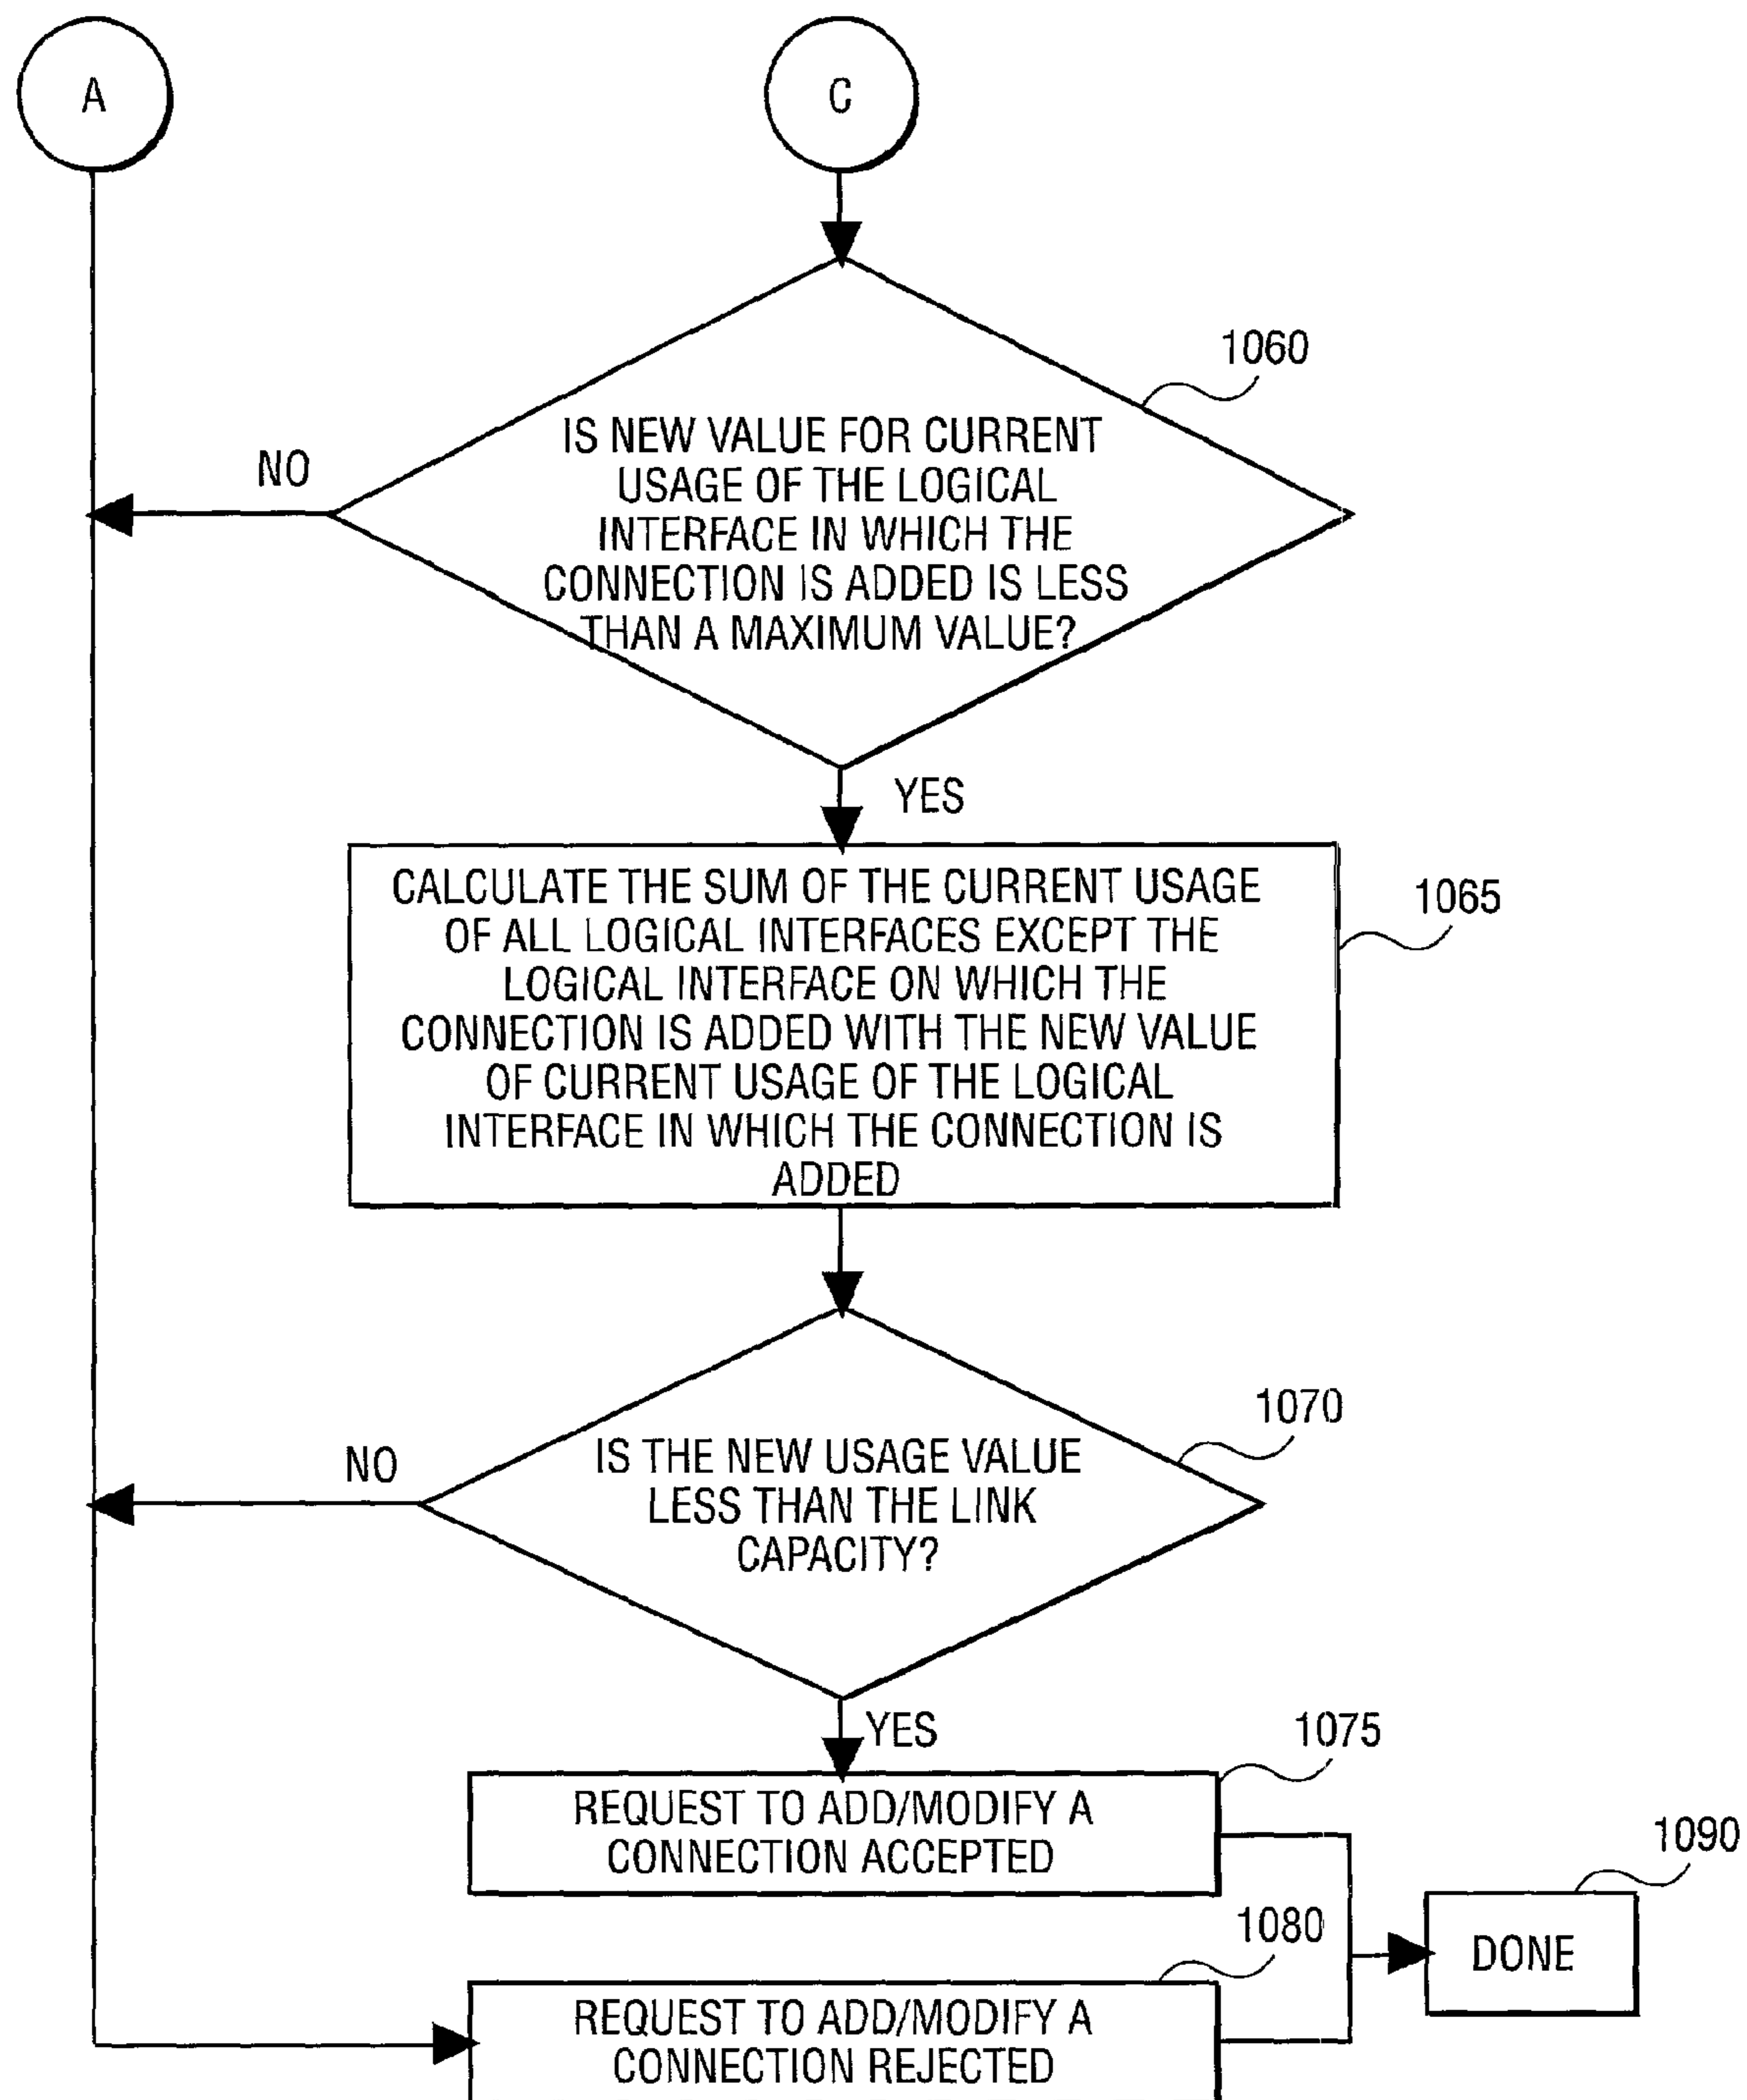 A
C
1060
IS NEW VALUE FOR CURRENT
USAGE OF THE LOGICAL
INTERFACE IN WHICH THE
CONNECTION IS ADDED IS LESS
THAN A MAXIMUM VALUE?
NO
YES
CALCULATE THE SUM OF THE CURRENT USAGE
OF ALL LOGICAL INTERFACES EXCEPT THE
LOGICAL INTERFACE ON WHICH THE
CONNECTION IS ADDED WITH THE NEW VALUE
OF CURRENT USAGE OF THE LOGICAL
INTERFACE IN WHICH THE CONNECTION IS
ADDED
1065
1070
IS THE NEW USAGE VALUE
LESS THAN THE LINK
CAPACITY?
NO
YES
1075
REQUEST TO ADD/MODIFY A
CONNECTION ACCEPTED
1090
DONE
1080
REQUEST TO ADD/MODIFY A
CONNECTION REJECTED